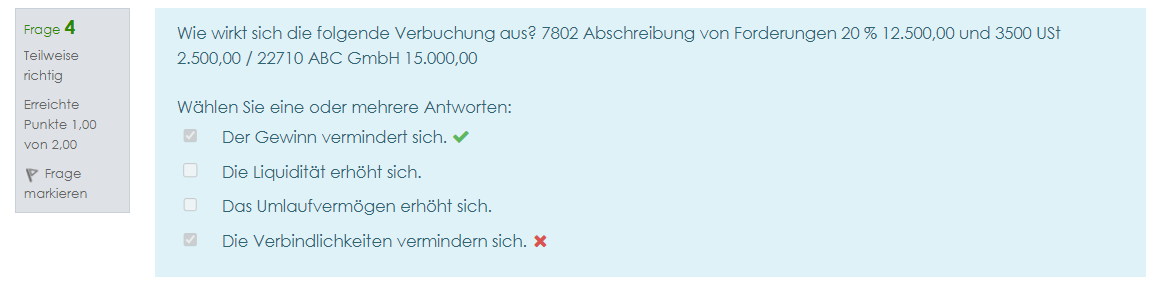 Frage 4
Teilweise
richtig
Erreichte
Punkte 1,00
von 2,00
Frage
markieren
Wie wirkt sich die folgende Verbuchung aus? 7802 Abschreibung von Forderungen 20 % 12.500,00 und 3500 USt
2.500,00 / 22710 ABC GmbH 15.000,00
Wählen Sie eine oder mehrere Antworten:
Der Gewinn vermindert sich.
Die Liquidität erhöht sich.
Das Umlaufvermögen erhöht sich.
Die Verbindlichkeiten vermindern sich.